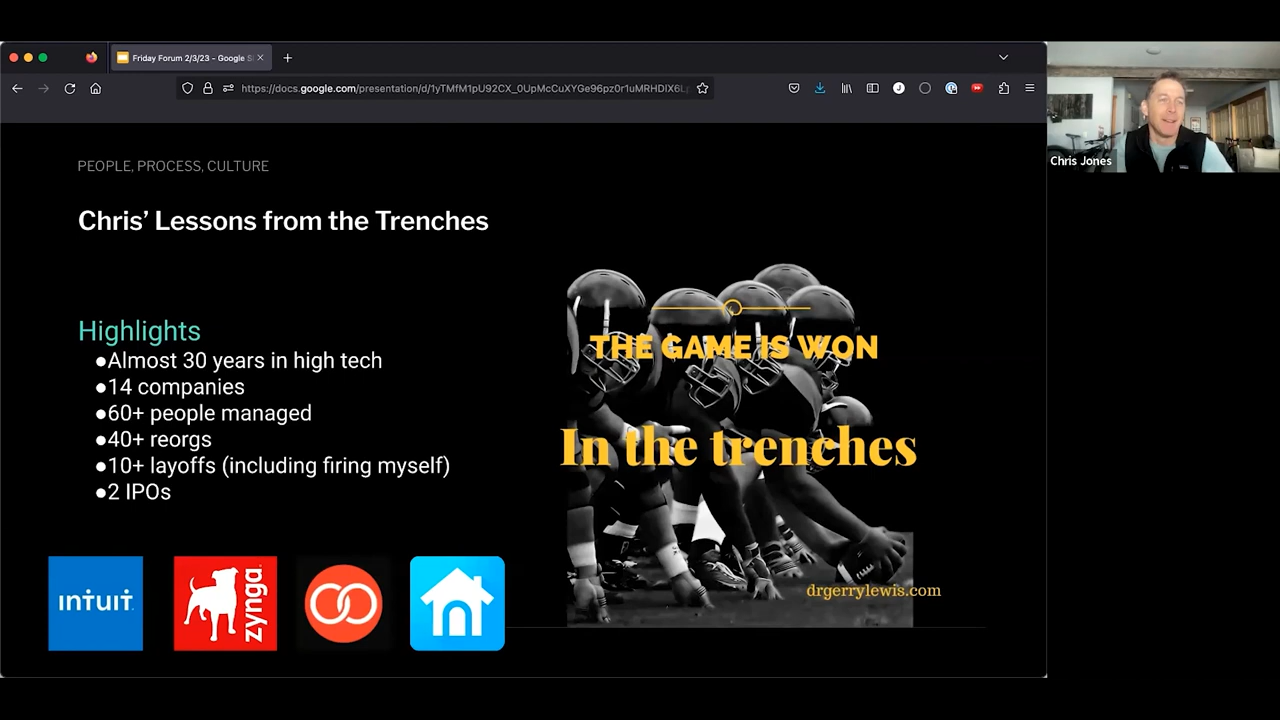 Friday Forum 2/3/23 - Google S
https://docs.google.com/presentation/d/1yTMfM1pU92CX_0UpMcCuXYGe96pz0r1uMRHDlX6L
Chris Jones
PEOPLE, PROCESS, CULTURE
Chris’ Lessons from the Trenches
Highlights
●Almost 30 years in high tech
●14 companies
●60+ people managed
●40+ reorgs
●10+ layoffs (including firing myself)
●2 IPOs
THE GAME IS WON
In the trenches
drgerrylewis.com
intuit
zynga